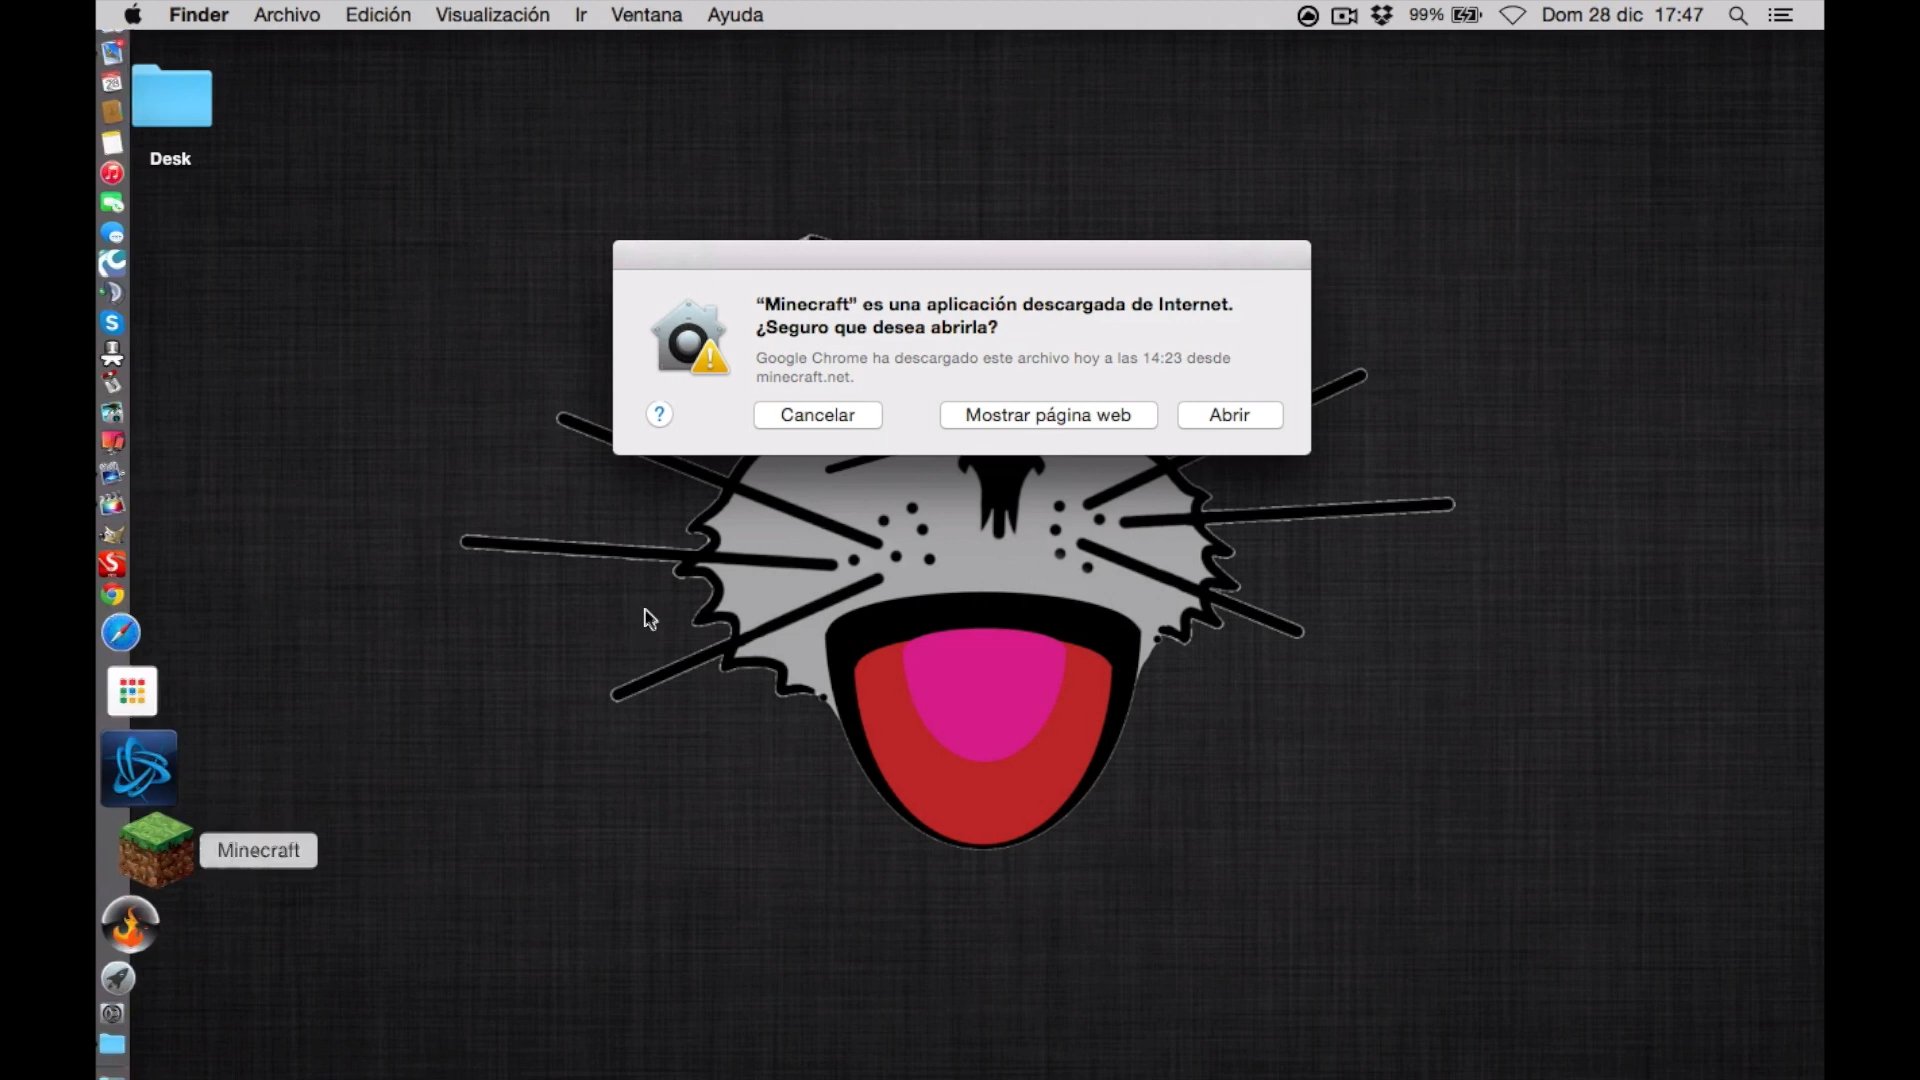 Finder Archivo Edición Visualización Ir Ventana Ayuda 99% Dom 28 dic 17:47
Desk
“Minecraft” es una aplicación descargada de Internet.
¿Seguro que desea abrirla?
Google Chrome ha descargado este archivo hoy a las 14:23 desde
minecraft.net.
? Cancelar Mostrar página web Abrir
Minecraft